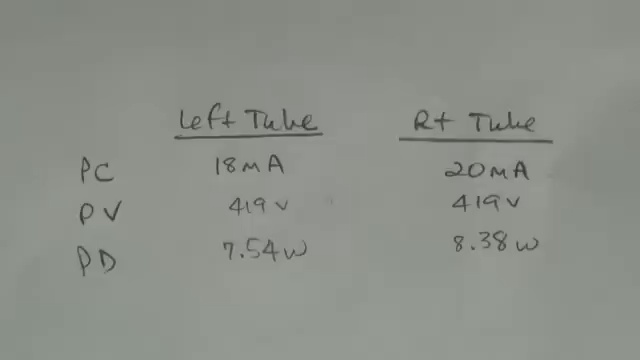 Left Tube Rt Tube
PC 18mA 20mA
PV 419V 419V
PD 7.54W 8.38W